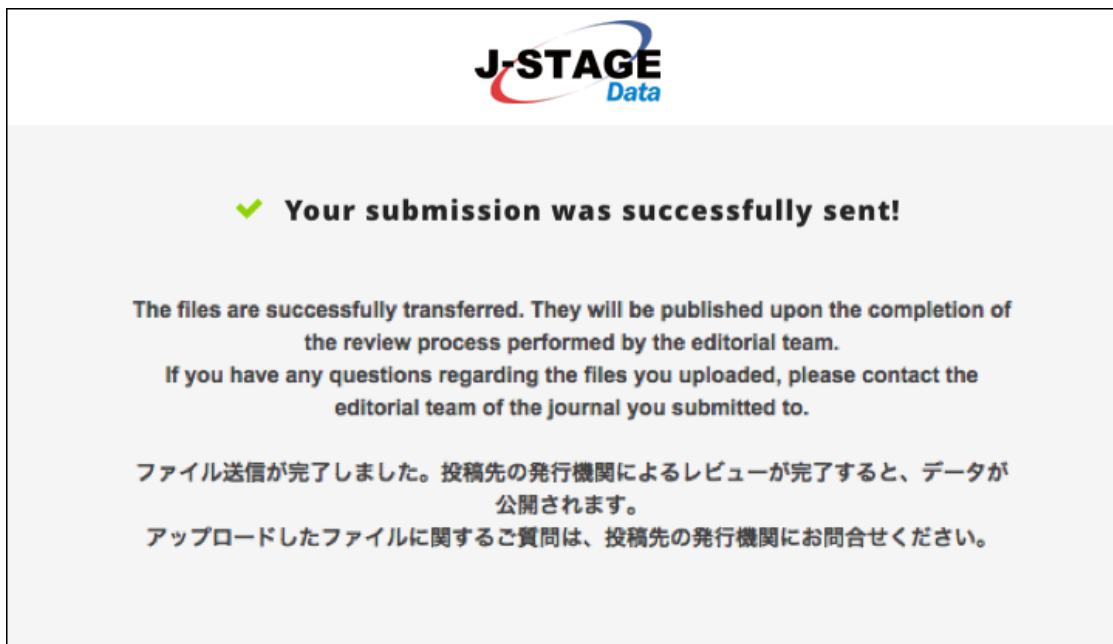 J-STAGE
Data
Your submission was successfully sent!
The files are successfully transferred. They will be published upon the completion of
the review process performed by the editorial team.
If you have any questions regarding the files you uploaded, please contact the
editorial team of the journal you submitted to.
ファイル送信が完了しました。投稿先の発行機関によるレビューが完了すると、データが
公開されます。
アップロードしたファイルに関するご質問は、投稿先の発行機関にお問合せください。